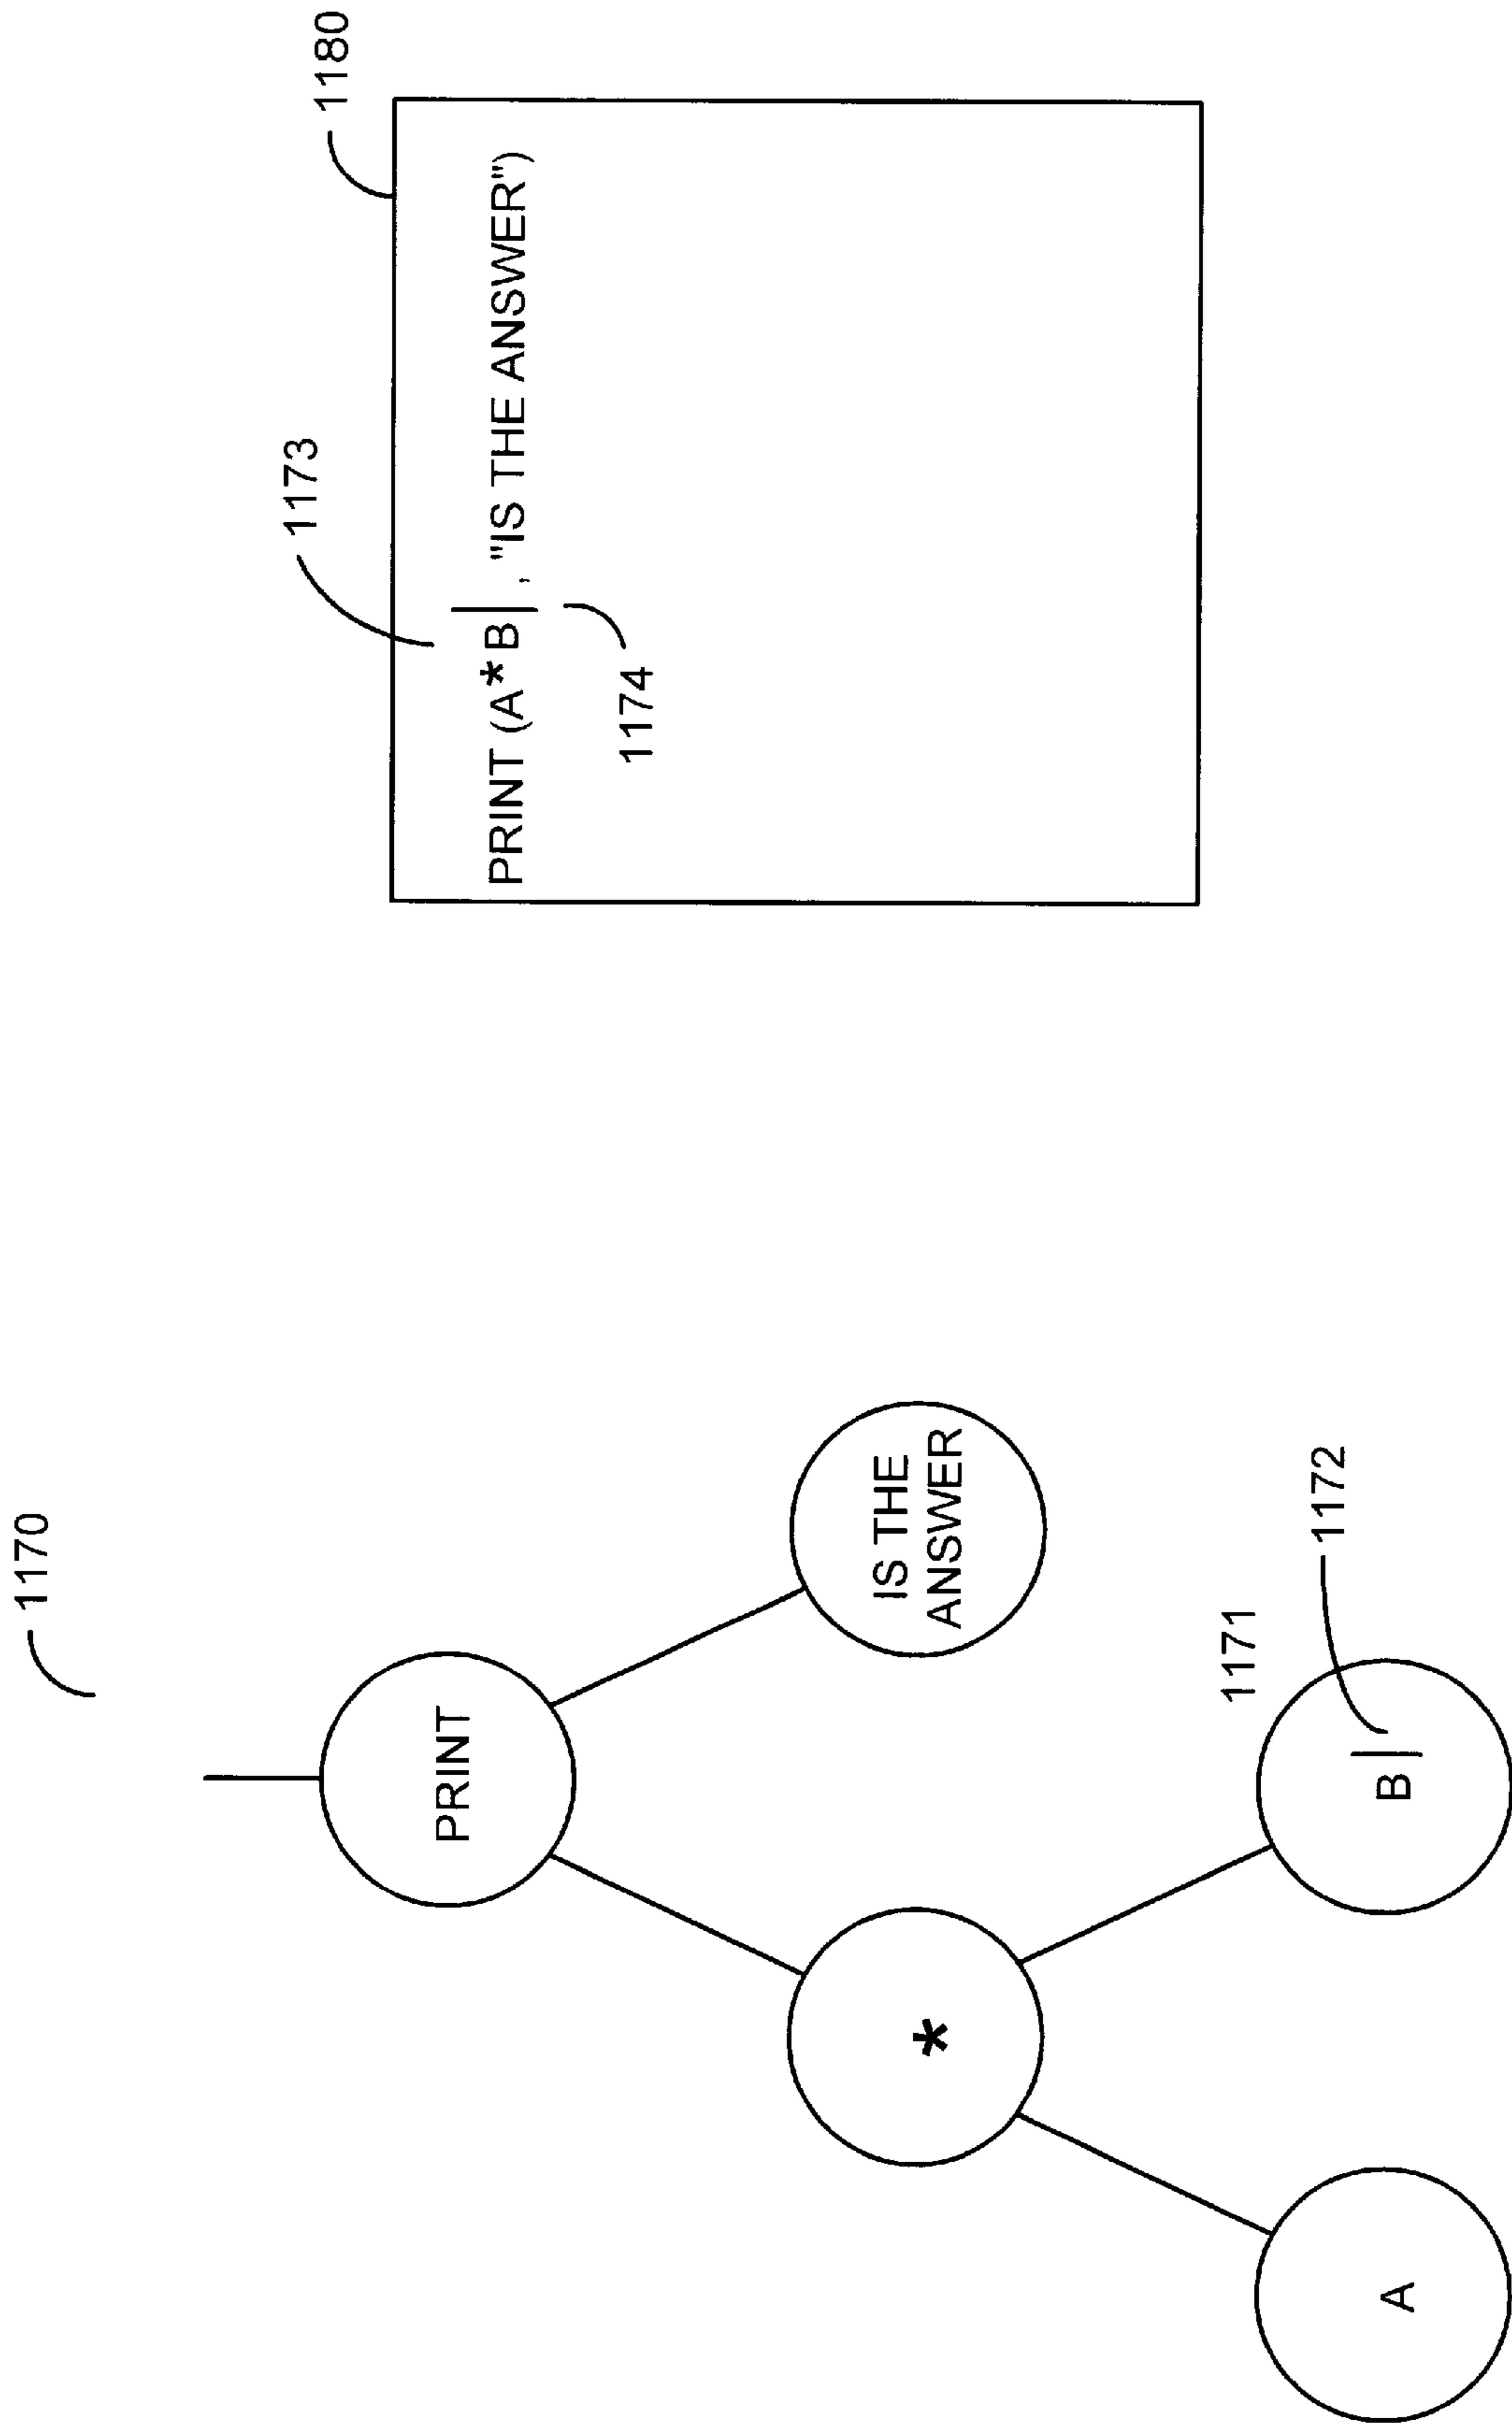 1170
PRINT
*
IS THE
ANSWER
A
B|
1171
1172
1180
1173
PRINT (A*B|, "IS THE ANSWER")
1174